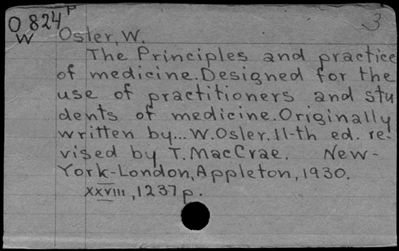 O 824 P 3
W Osler, W.
The Principles and practice
of medicine. Designed for the
use of practitioners and stu
dents of medicine. Originally
written by... W. Osler. 11-th ed. re-
vised by T. MacCrae. New-
York-London, Appleton, 1930.
xxviii, 1237 p.